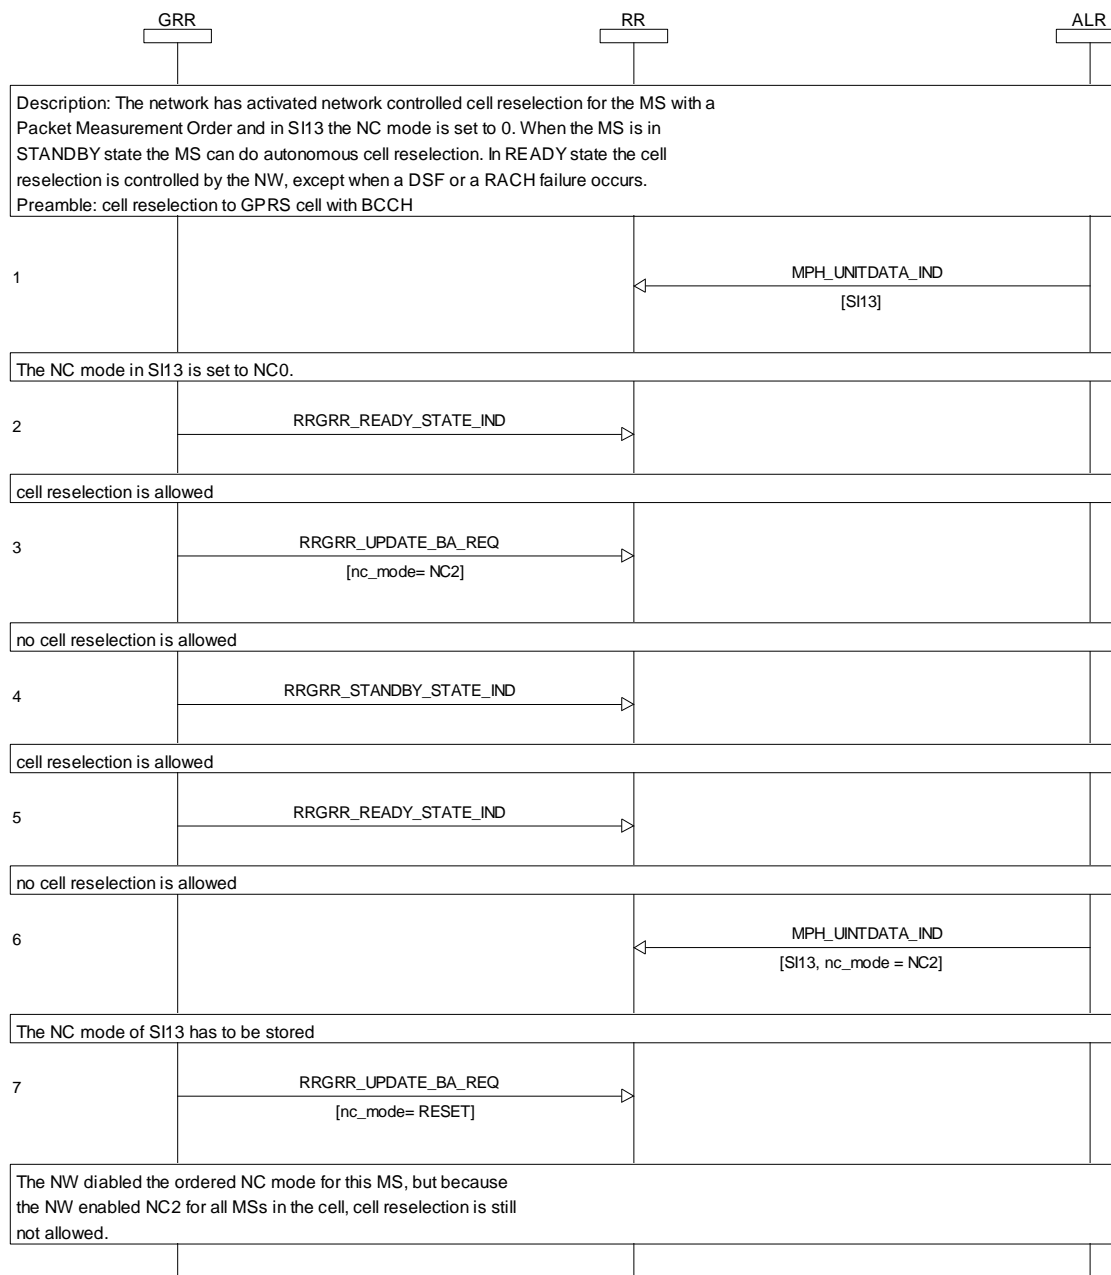 GRR RR ALR
Description: The network has activated network controlled cell reselection for the MS with a
Packet Measurement Order and in SI13 the NC mode is set to 0. When the MS is in
STANDBY state the MS can do autonomous cell reselection. In READY state the cell
reselection is controlled by the NW, except when a DSF or a RACH failure occurs.
Preamble: cell reselection to GPRS cell with BCCH
1
MPH_UNITDATA_IND
[SI13]
The NC mode in SI13 is set to NC0.
2
RRGRR_READY_STATE_IND
cell reselection is allowed
3
RRGRR_UPDATE_BA_REQ
[nc_mode= NC2]
no cell reselection is allowed
4
RRGRR_STANDBY_STATE_IND
cell reselection is allowed
5
RRGRR_READY_STATE_IND
no cell reselection is allowed
6
MPH_UINTDATA_IND
[SI13, nc_mode = NC2]
The NC mode of SI13 has to be stored
7
RRGRR_UPDATE_BA_REQ
[nc_mode= RESET]
The NW diabled the ordered NC mode for this MS, but because
the NW enabled NC2 for all MSs in the cell, cell reselection is still
not allowed.